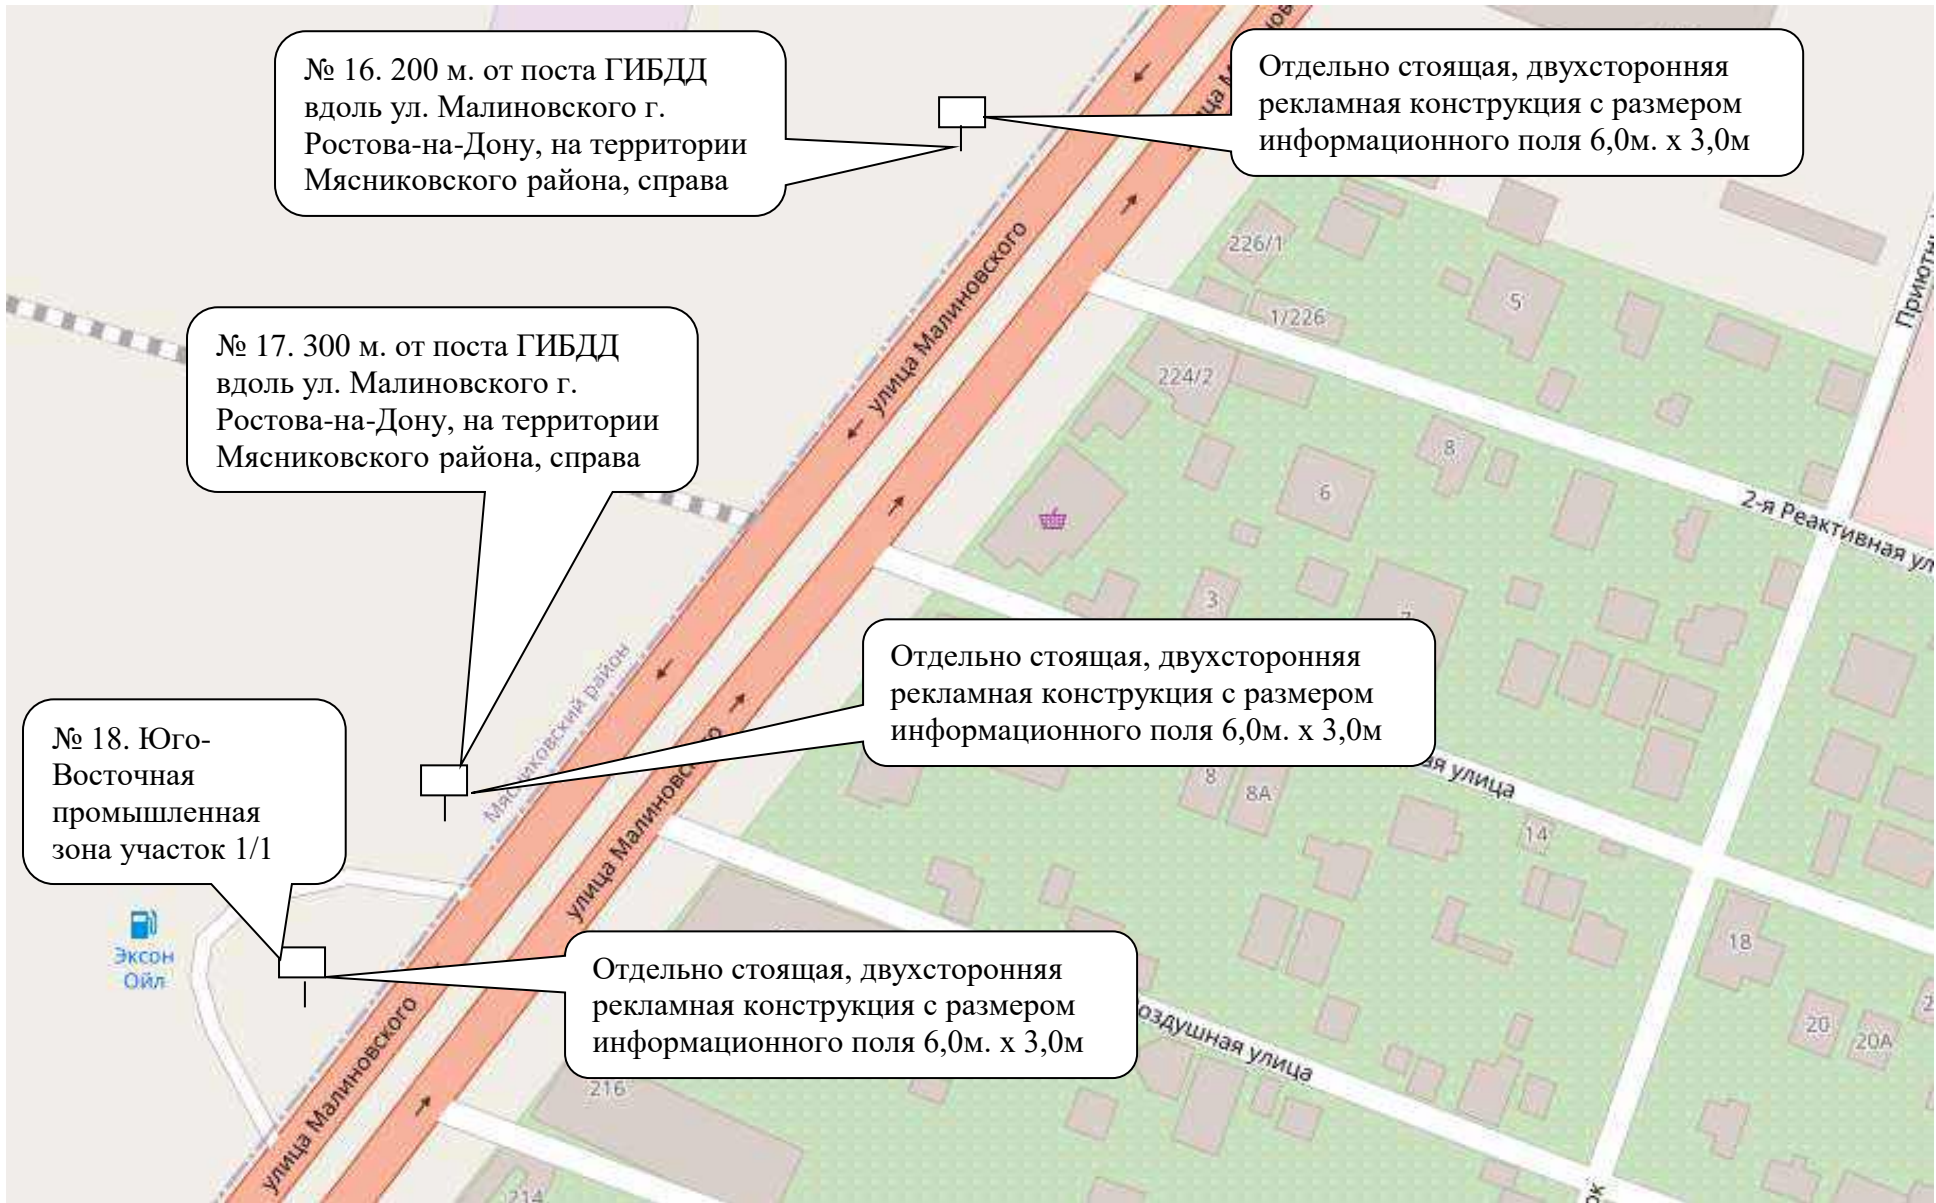 № 16. 200 м. от поста ГИБДД
вдоль ул. Малиновского г.
Ростова-на-Дону, на территории
Мясниковского района, справа
Отдельно стоящая, двухсторонняя
рекламная конструкция с размером
информационного поля 6,0м. х 3,0м
226/1
5
1/226
224/2
улица Малиновского
№ 17. 300 м. от поста ГИБДД
вдоль ул. Малиновского г.
Ростова-на-Дону, на территории
Мясниковского района, справа
8
6
2-я Реактивная ул
3
Отдельно стоящая, двухсторонняя
рекламная конструкция с размером
информационного поля 6,0м. х 3,0м
Мясниковский район
№ 18. Юго-
Восточная
промышленная
зона участок 1/1
улица Малиновского
улица
8
8А
14
18
Эксон
Ойл
Отдельно стоящая, двухсторонняя
рекламная конструкция с размером
информационного поля 6,0м. х 3,0м
улица Малиновского
оздушная улица
20
20А
216
214